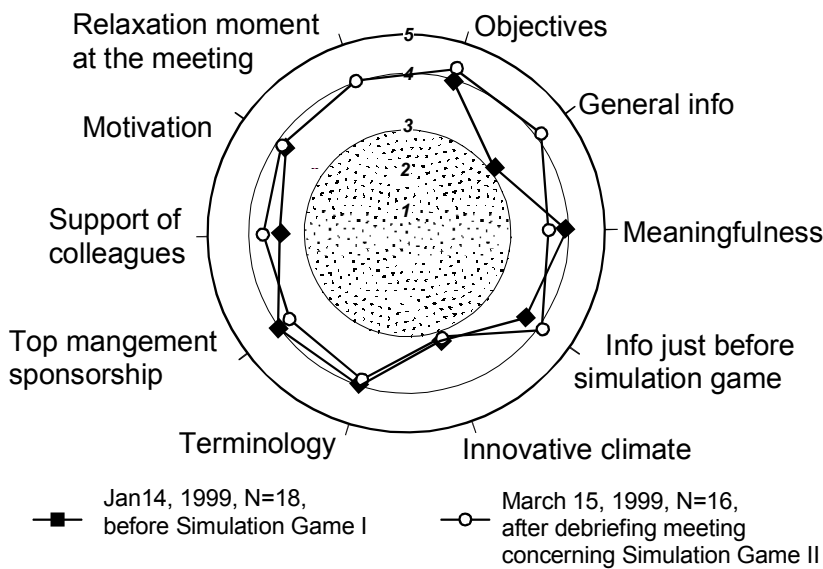 Relaxation moment
at the meeting
5
Objectives
4
General info
3
Motivation
2
1
Support of
colleagues
Meaningfulness
Top mangement
sponsorship
Info just before
simulation game
Terminology
Innovative climate
Jan14, 1999, N=18,
before Simulation Game I
March 15, 1999, N=16,
after debriefing meeting
concerning Simulation Game II